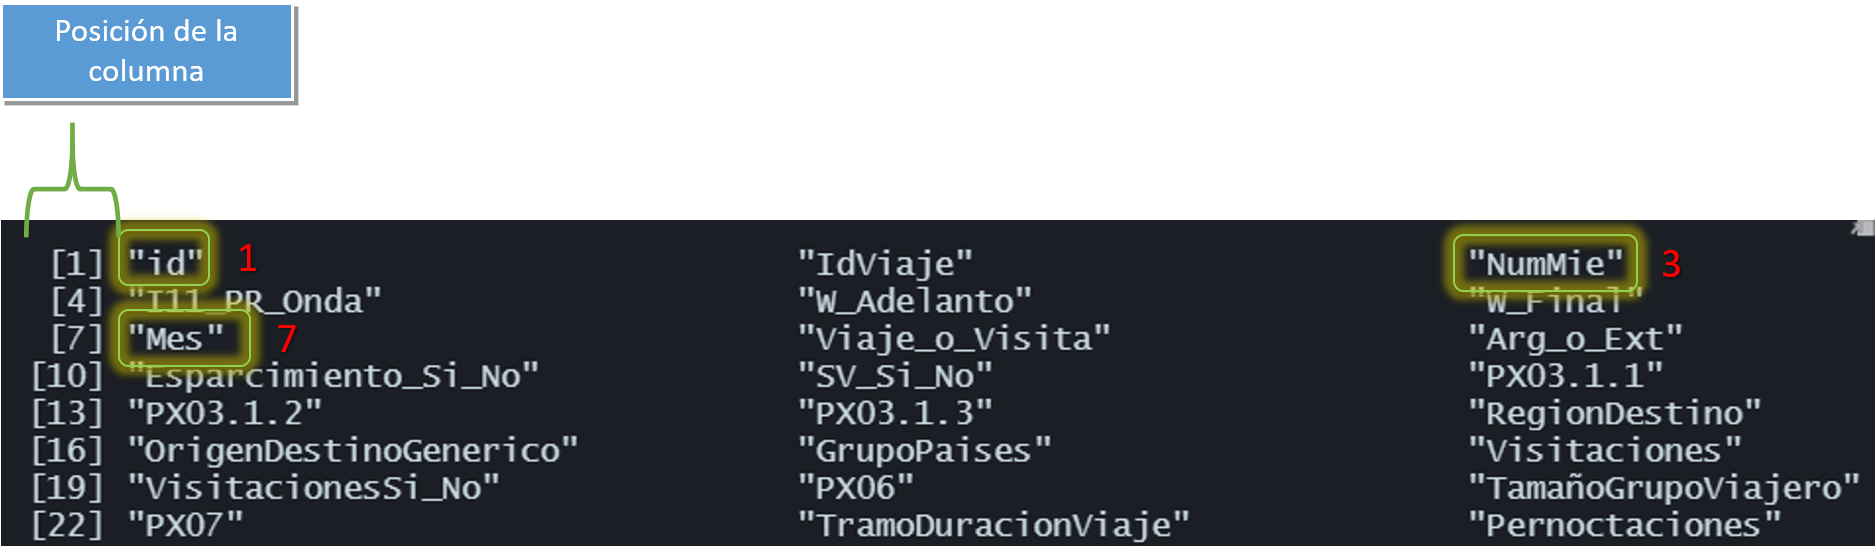 Posición de la
columna
[1] "id" 1 "IdViaje" "NumMie" 3
[4] "I11_PR_Onda" "W_Adelanto" "W_Final"
[7] "Mes" 7 "Viaje_o_Visita" "Arg_o_Ext"
[10] "Esparcimiento_Si_No" "SV_Si_No" "PX03.1.1"
[13] "PX03.1.2" "PX03.1.3" "RegionDestino"
[16] "OrigenDestinoGenerico" "GrupoPaises" "Visitaciones"
[19] "VisitacionesSi_No" "PX06" "TamañoGrupoViajero"
[22] "PX07" "TramoDuracionViaje" "Pernoctaciones"